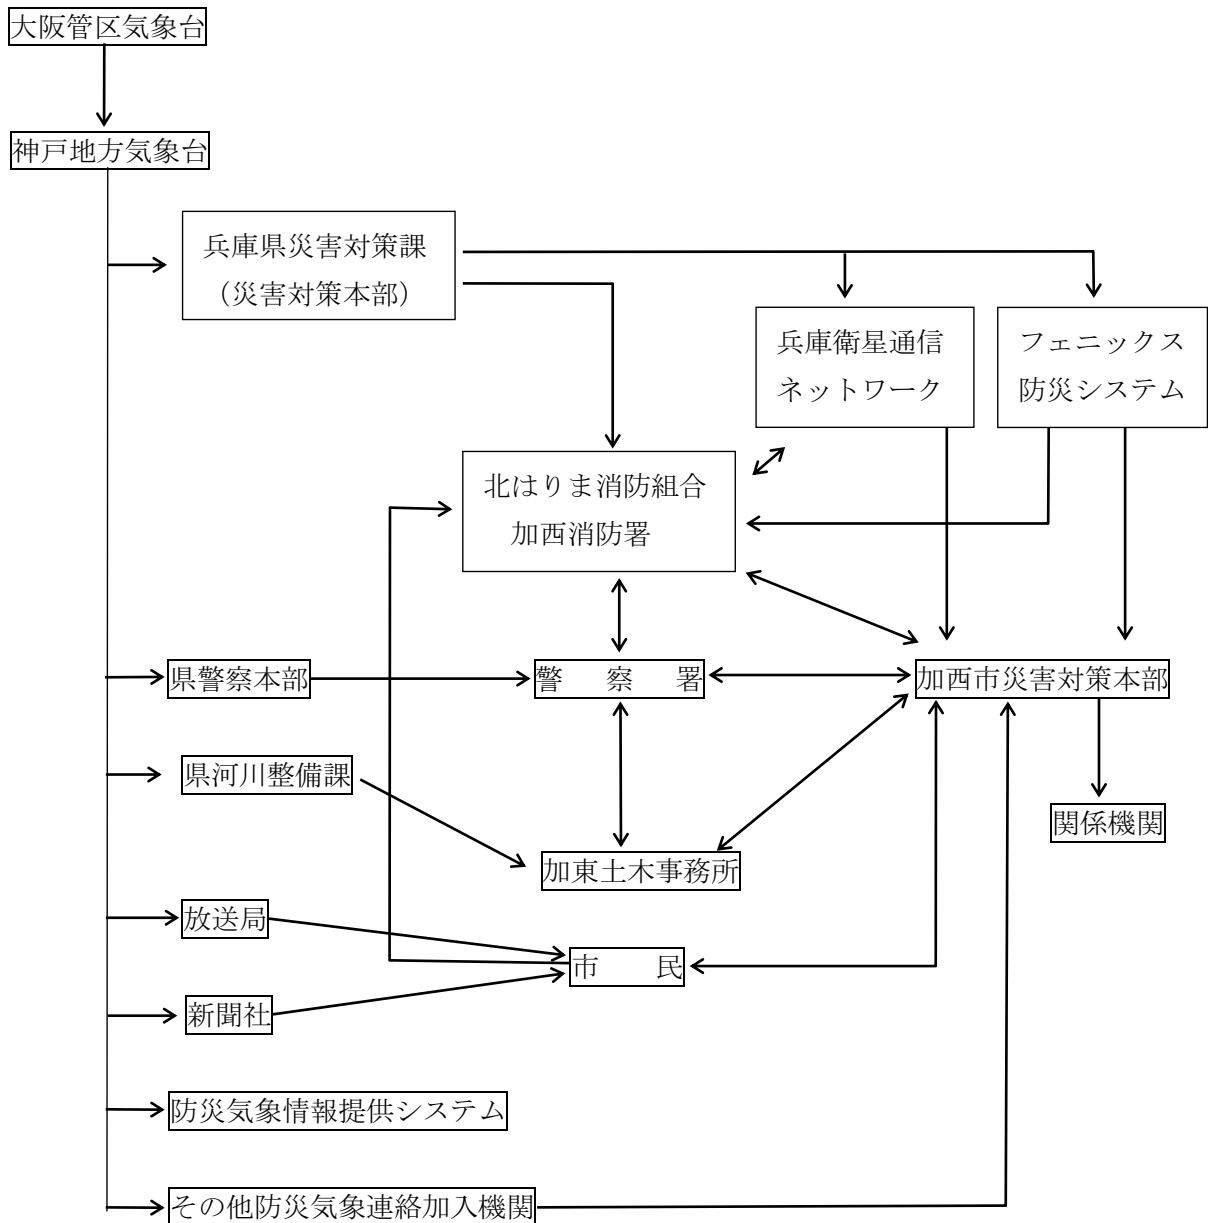 大阪管区気象台
神戸地方気象台
兵庫県災害対策課
（災害対策本部）
兵庫衛星通信
ネットワーク
フェニックス
防災システム
北はりま消防組合
加西消防署
県警察本部
警　察　署
加西市災害対策本部
県河川整備課
関係機関
加東土木事務所
放送局
市　　民
新聞社
防災気象情報提供システム
その他防災気象連絡加入機関